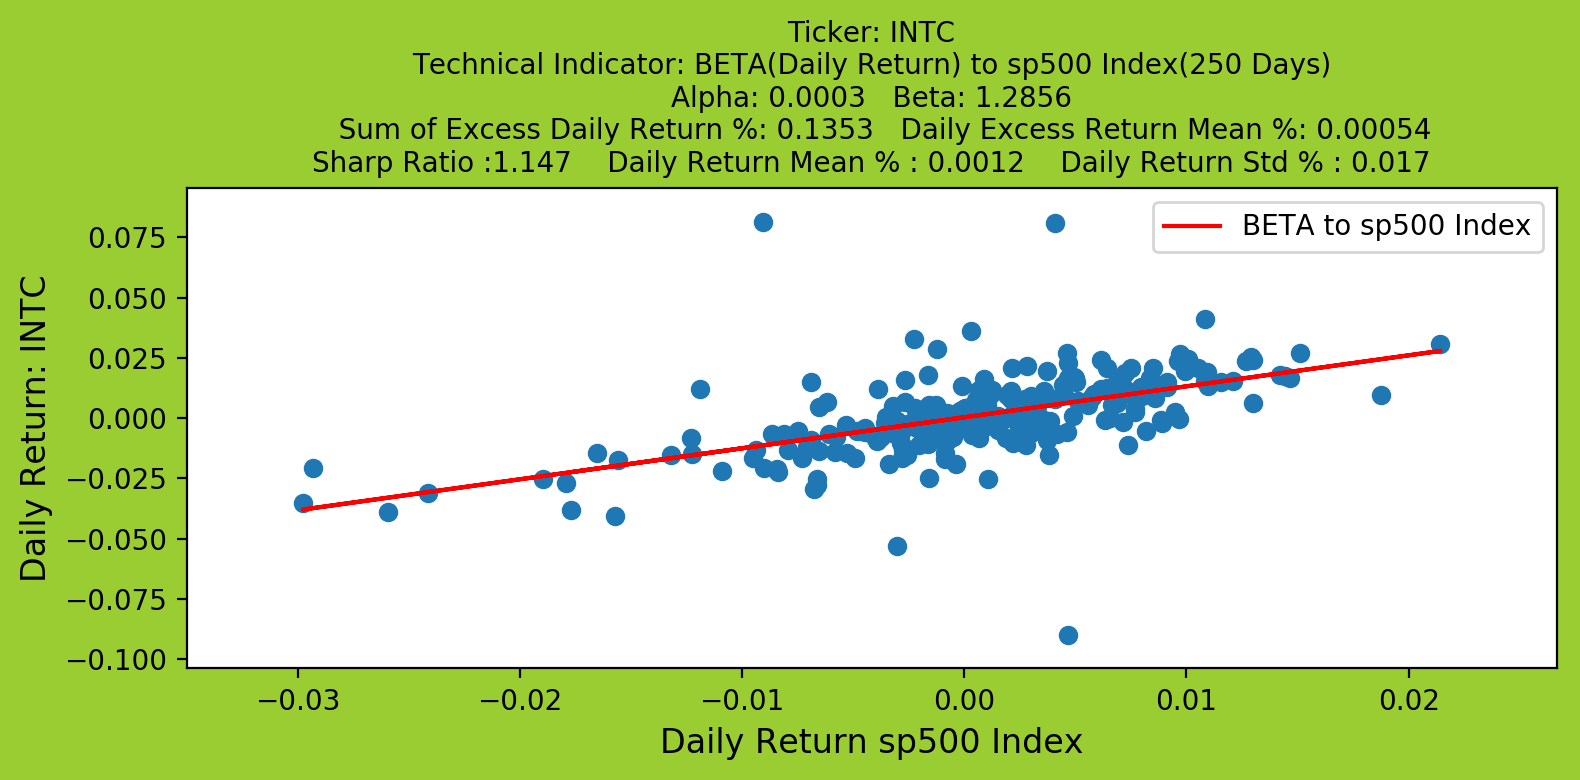 Ticker: INTC
Technical Indicator: BETA(Daily Return) to sp500 Index(250 Days)
Alpha: 0.0003   Beta: 1.2856
Sum of Excess Daily Return %: 0.1353   Daily Excess Return Mean %: 0.00054
Sharp Ratio :1.147    Daily Return Mean % : 0.0012    Daily Return Std % : 0.017
BETA to sp500 Index
Daily Return: INTC
0.075
0.050
0.025
0.000
−0.025
−0.050
−0.075
−0.100
−0.03
−0.02
−0.01
0.00
0.01
0.02
Daily Return sp500 Index